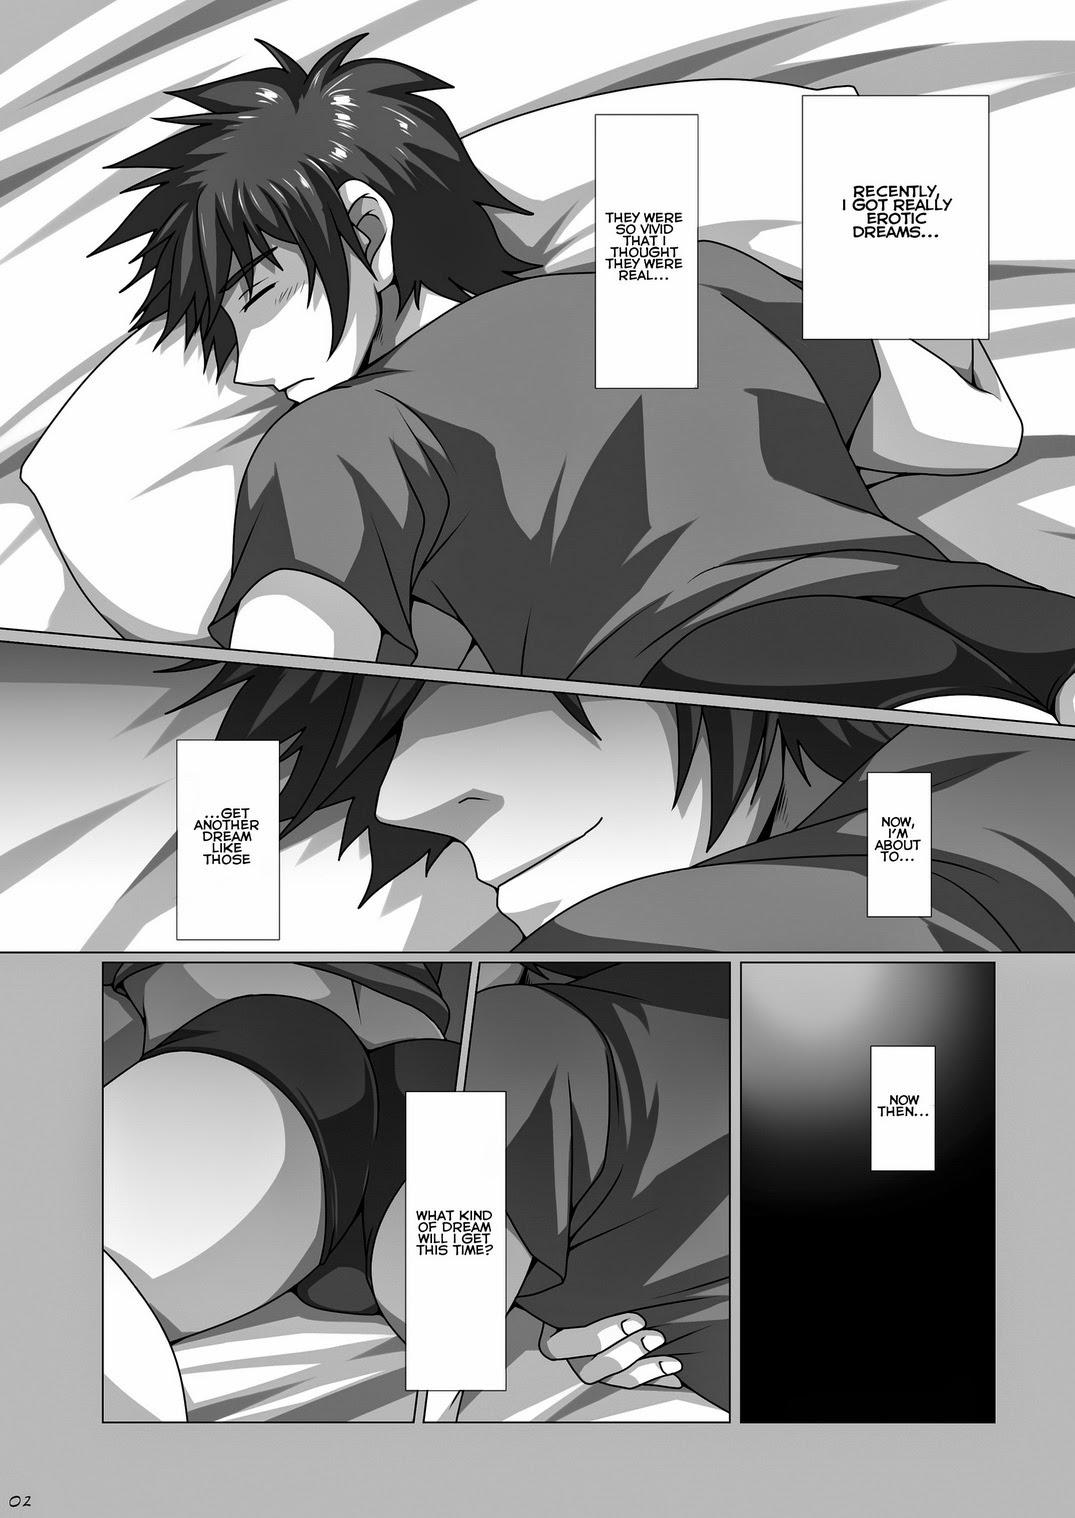 RECENTLY,
I GOT REALLY
EROTIC
DREAMS...
THEY WERE
SO VIVID
THAT I
THOUGHT
THEY WERE
REAL...
NOW,
I'M
ABOUT
TO...
...GET
ANOTHER
DREAM
LIKE
THOSE
NOW
THEN...
WHAT KIND
OF DREAM
WILL I GET
THIS TIME?
02